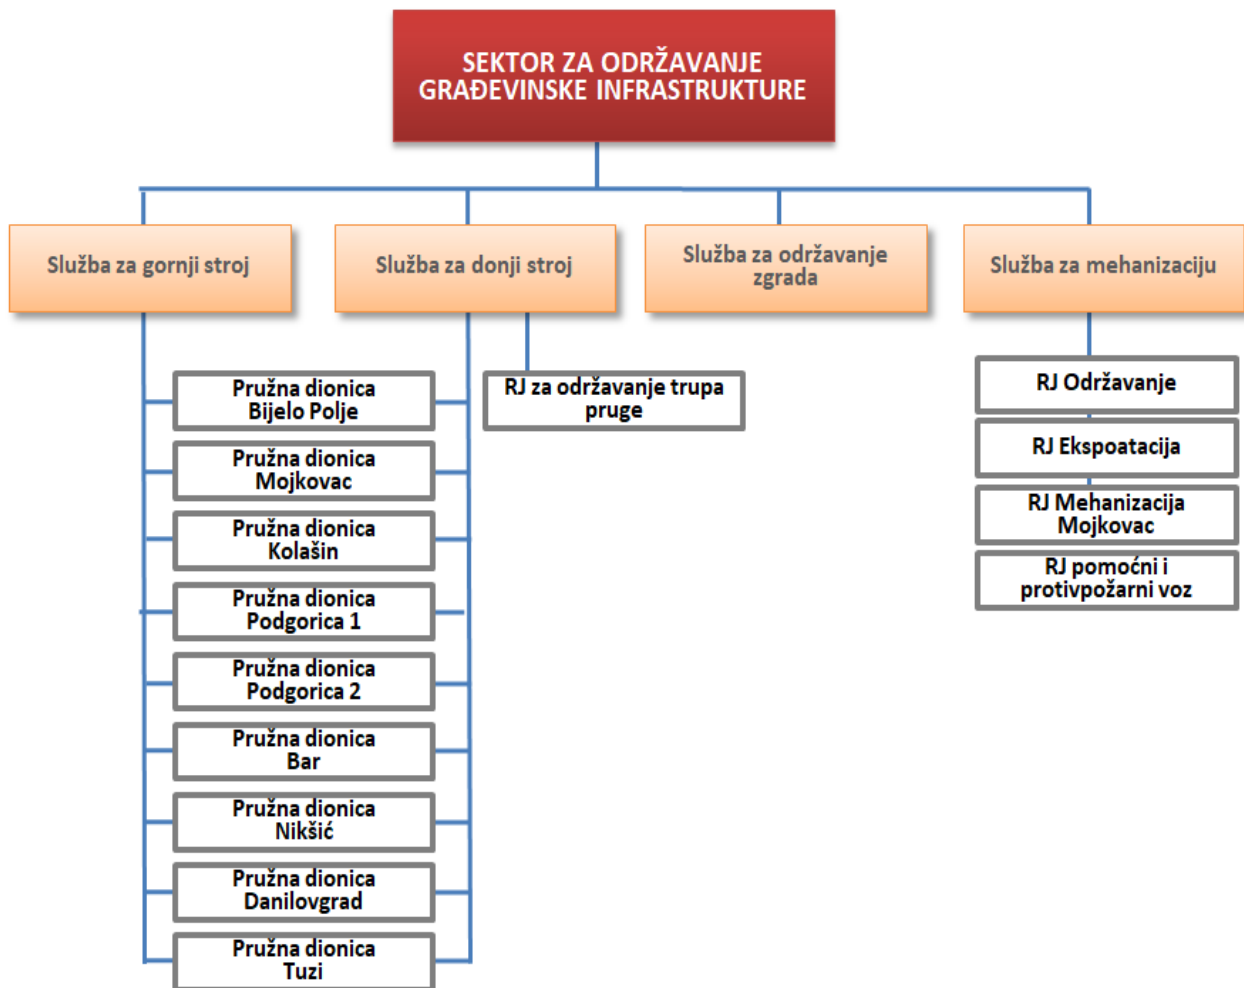 SEKTOR ZA ODRŽAVANJE
GRAĐEVINSKE INFRASTRUKTURE
Služba za gornji stroj
Služba za donji stroj
Služba za održavanje
zgrada
Služba za mehanizaciju
Pružna dionica
Bijelo Polje
Pružna dionica
Mojkovac
Pružna dionica
Kolašin
Pružna dionica
Podgorica 1
Pružna dionica
Podgorica 2
Pružna dionica
Bar
Pružna dionica
Nikšić
Pružna dionica
Danilovgrad
Pružna dionica
Tuzi
RJ za održavanje trupa
pruge
RJ Održavanje
RJ Ekspoatacija
RJ Mehanizacija
Mojkovac
RJ pomoćni i
protivpožarni voz